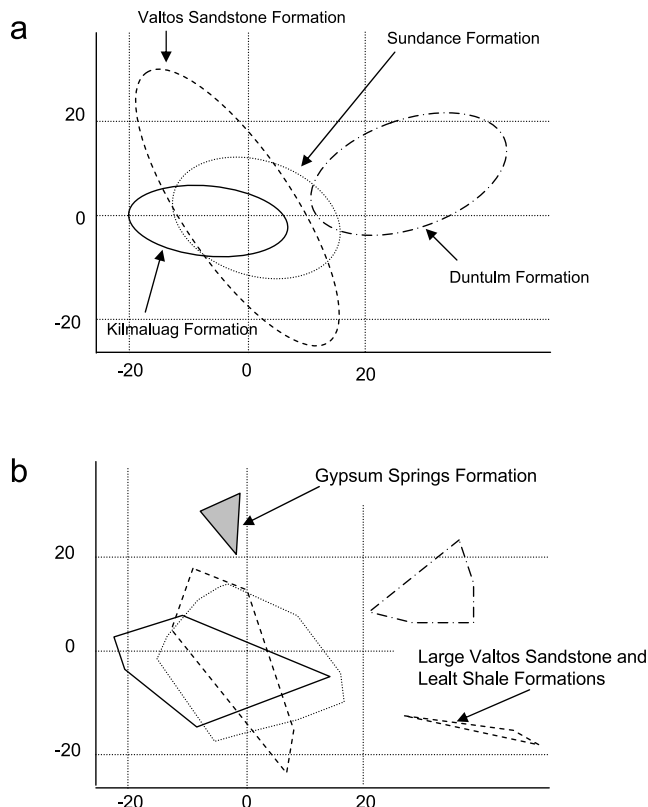 a
Valtos Sandstone Formation
Sundance Formation
20
0
-20
Duntulm Formation
Kilmaluag Formation
-20
0
20
b
Gypsum Springs Formation
20
0
-20
Large Valtos Sandstone and
Lealt Shale Formations
-20
0
20